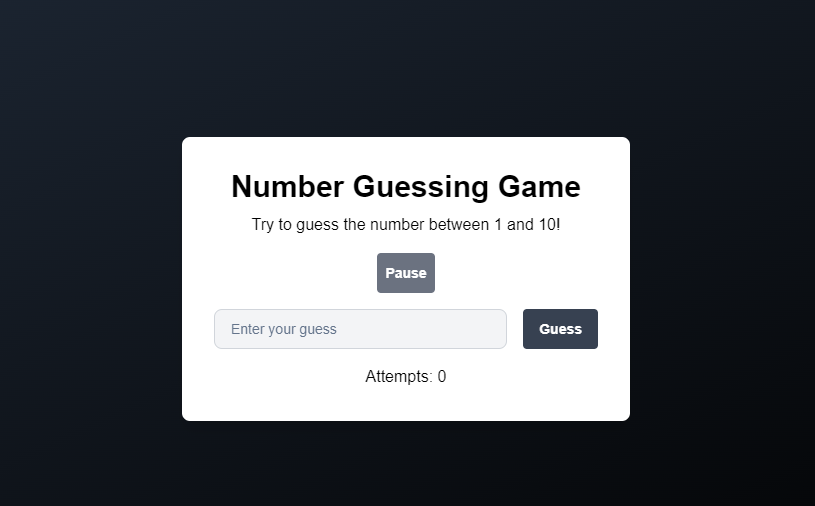 Number Guessing Game
Try to guess the number between 1 and 10!
Pause
Enter your guess
Guess
Attempts: 0